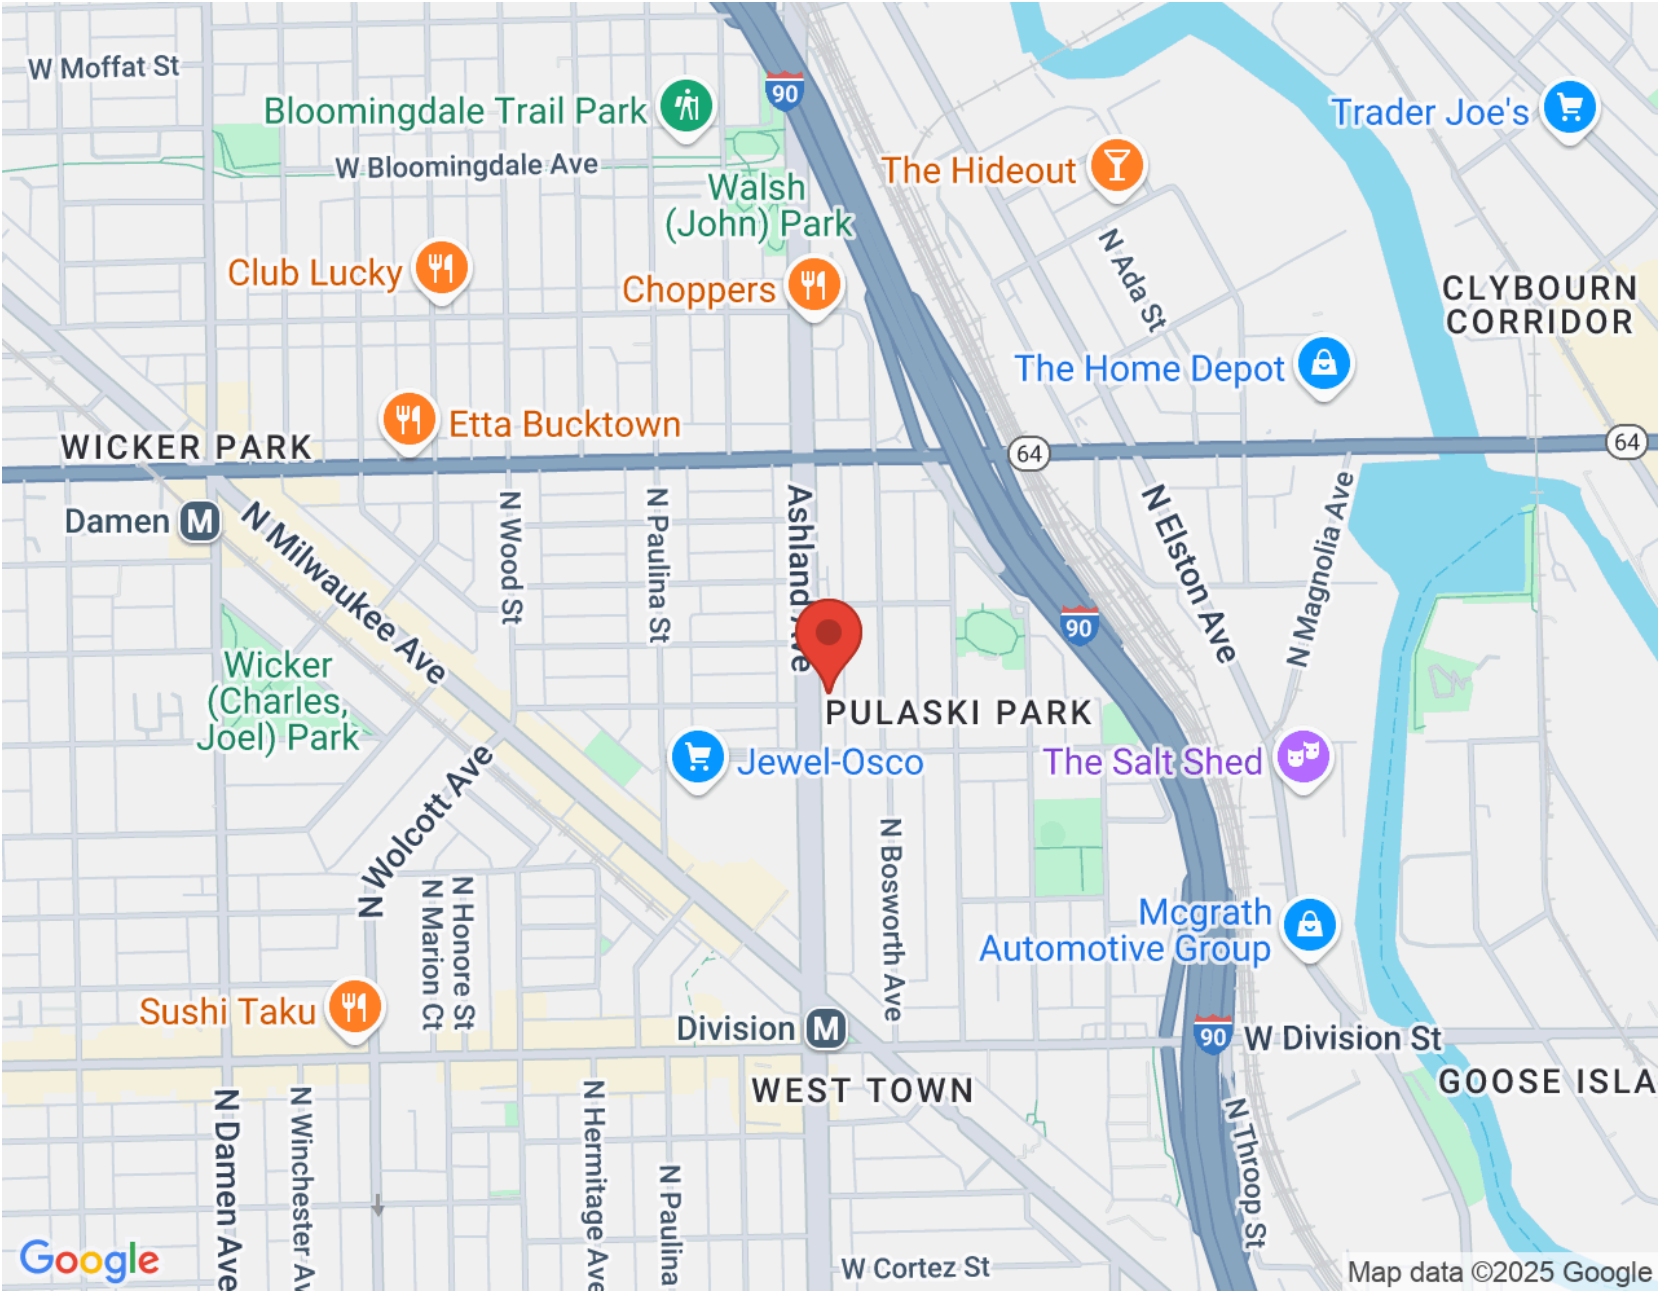 W Moffat St
90
Bloomingdale Trail Park
Trader Joe's
W Bloomingdale Ave
The Hideout
Walsh
(John) Park
N Ada St
Club Lucky
Choppers
CLYBOURN
CORRIDOR
The Home Depot
Etta Bucktown
WICKER PARK
64
64
Damen M
N Milwaukee Ave
N Wood St
N Paulina St
Ashland Ave
N Elston Ave
N Magnolia Ave
90
Wicker
(Charles,
Joel) Park
PULASKI PARK
Jewel-Osco
The Salt Shed
N Wolcott Ave
N Marion Ct
N Honore St
N Bosworth Ave
Mcgrath
Automotive Group
Sushi Taku
Division M
90
W Division St
WEST TOWN
GOOSE ISLA
N Damen Ave
N Winchester Av
N Hermitage Ave
N Paulina
N Throop St
W Cortez St
Google
Map data ©2025 Google